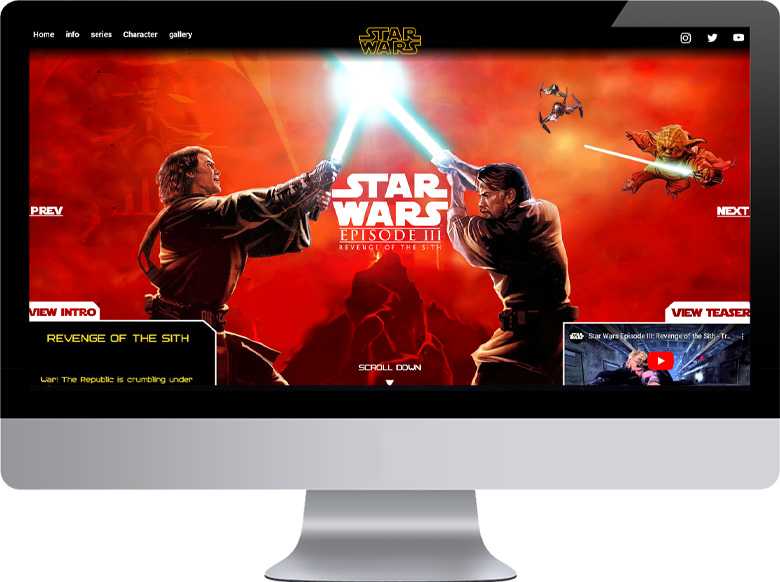 Home info series Character gallery
STAR
WARS
STAR
WARS
EPISODE III
REVENGE OF THE SITH
PREV
NEXT
VIEW INTRO
VIEW TEASER
REVENGE OF THE SITH
War! The Republic is crumbling under
SCROLL DOWN
STAR
WARS
Star Wars Episode III: Revenge of the Sith - Tr...